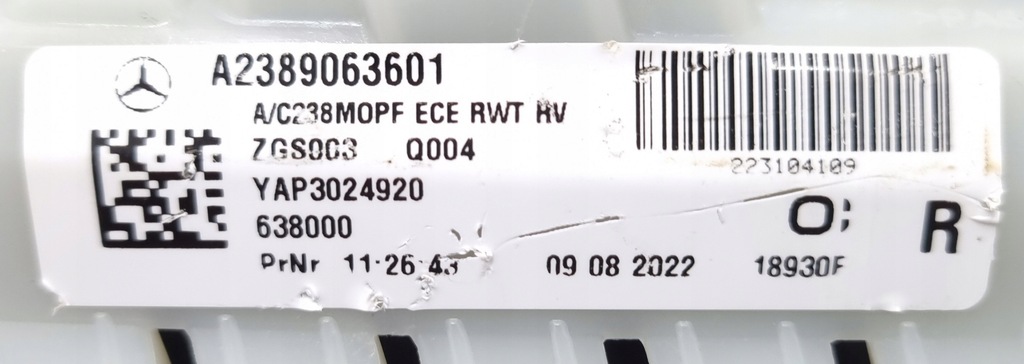 A2389063601
A/C238MOPF ECE RWT RV
ZGS003 Q004
223104109
YAP3024920
638000
O; R
PrNr 11:26:43 09 08 2022 18930F